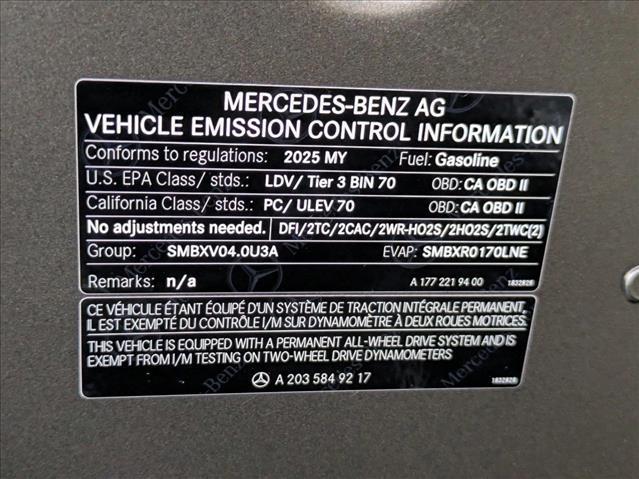 MERCEDES-BENZ AG
VEHICLE EMISSION CONTROL INFORMATION
Conforms to regulations: 2025 MY Fuel: Gasoline
U.S. EPA Class/ stds.: LDV/ Tier 3 BIN 70 OBD: CA OBD II
California Class/ stds.: PC/ ULEV 70 OBD: CA OBD II
No adjustments needed. DFI/2TC/2CAC/2WR-HO2S/2HO2S/2TWC(2)
Group: SMBXV04.0U3A EVAP: SMBXR0170LNE
Remarks: n/a A 177 221 94 00 1832828
CE VÉHICULE ÉTANT ÉQUIPÉ D'UN SYSTÈME DE TRACTION INTÉGRALE PERMANENT,
IL EST EXEMPTÉ DU CONTRÔLE I/M SUR DYNAMOMÈTRE À DEUX ROUES MOTRICES.
THIS VEHICLE IS EQUIPPED WITH A PERMANENT ALL-WHEEL DRIVE SYSTEM AND IS
EXEMPT FROM I/M TESTING ON TWO-WHEEL DRIVE DYNAMOMETERS
A 203 584 92 17 1832828